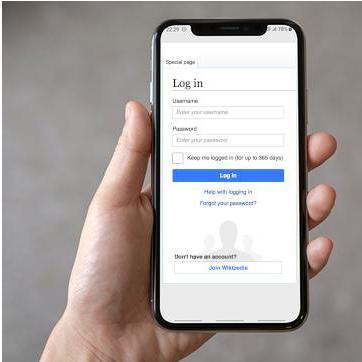 22:29
78%
Special page
Log in
Username
Enter your username
Password
Enter your password
Keep me logged in (for up to 365 days)
Log in
Help with logging in
Forgot your password?
Don't have an account?
Join Wikipedia